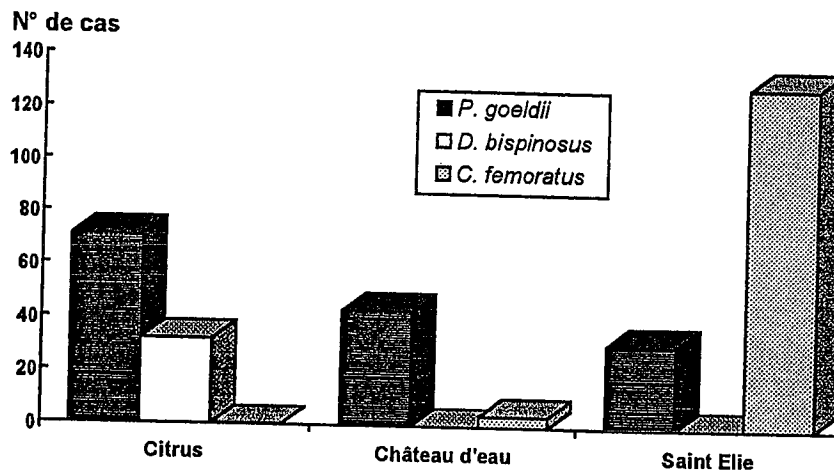 N° de cas
140
120
100
80
60
40
20
0
P. goeldii
D. bispinosus
C. femoratus
Citrus
Château d'eau
Saint Elie